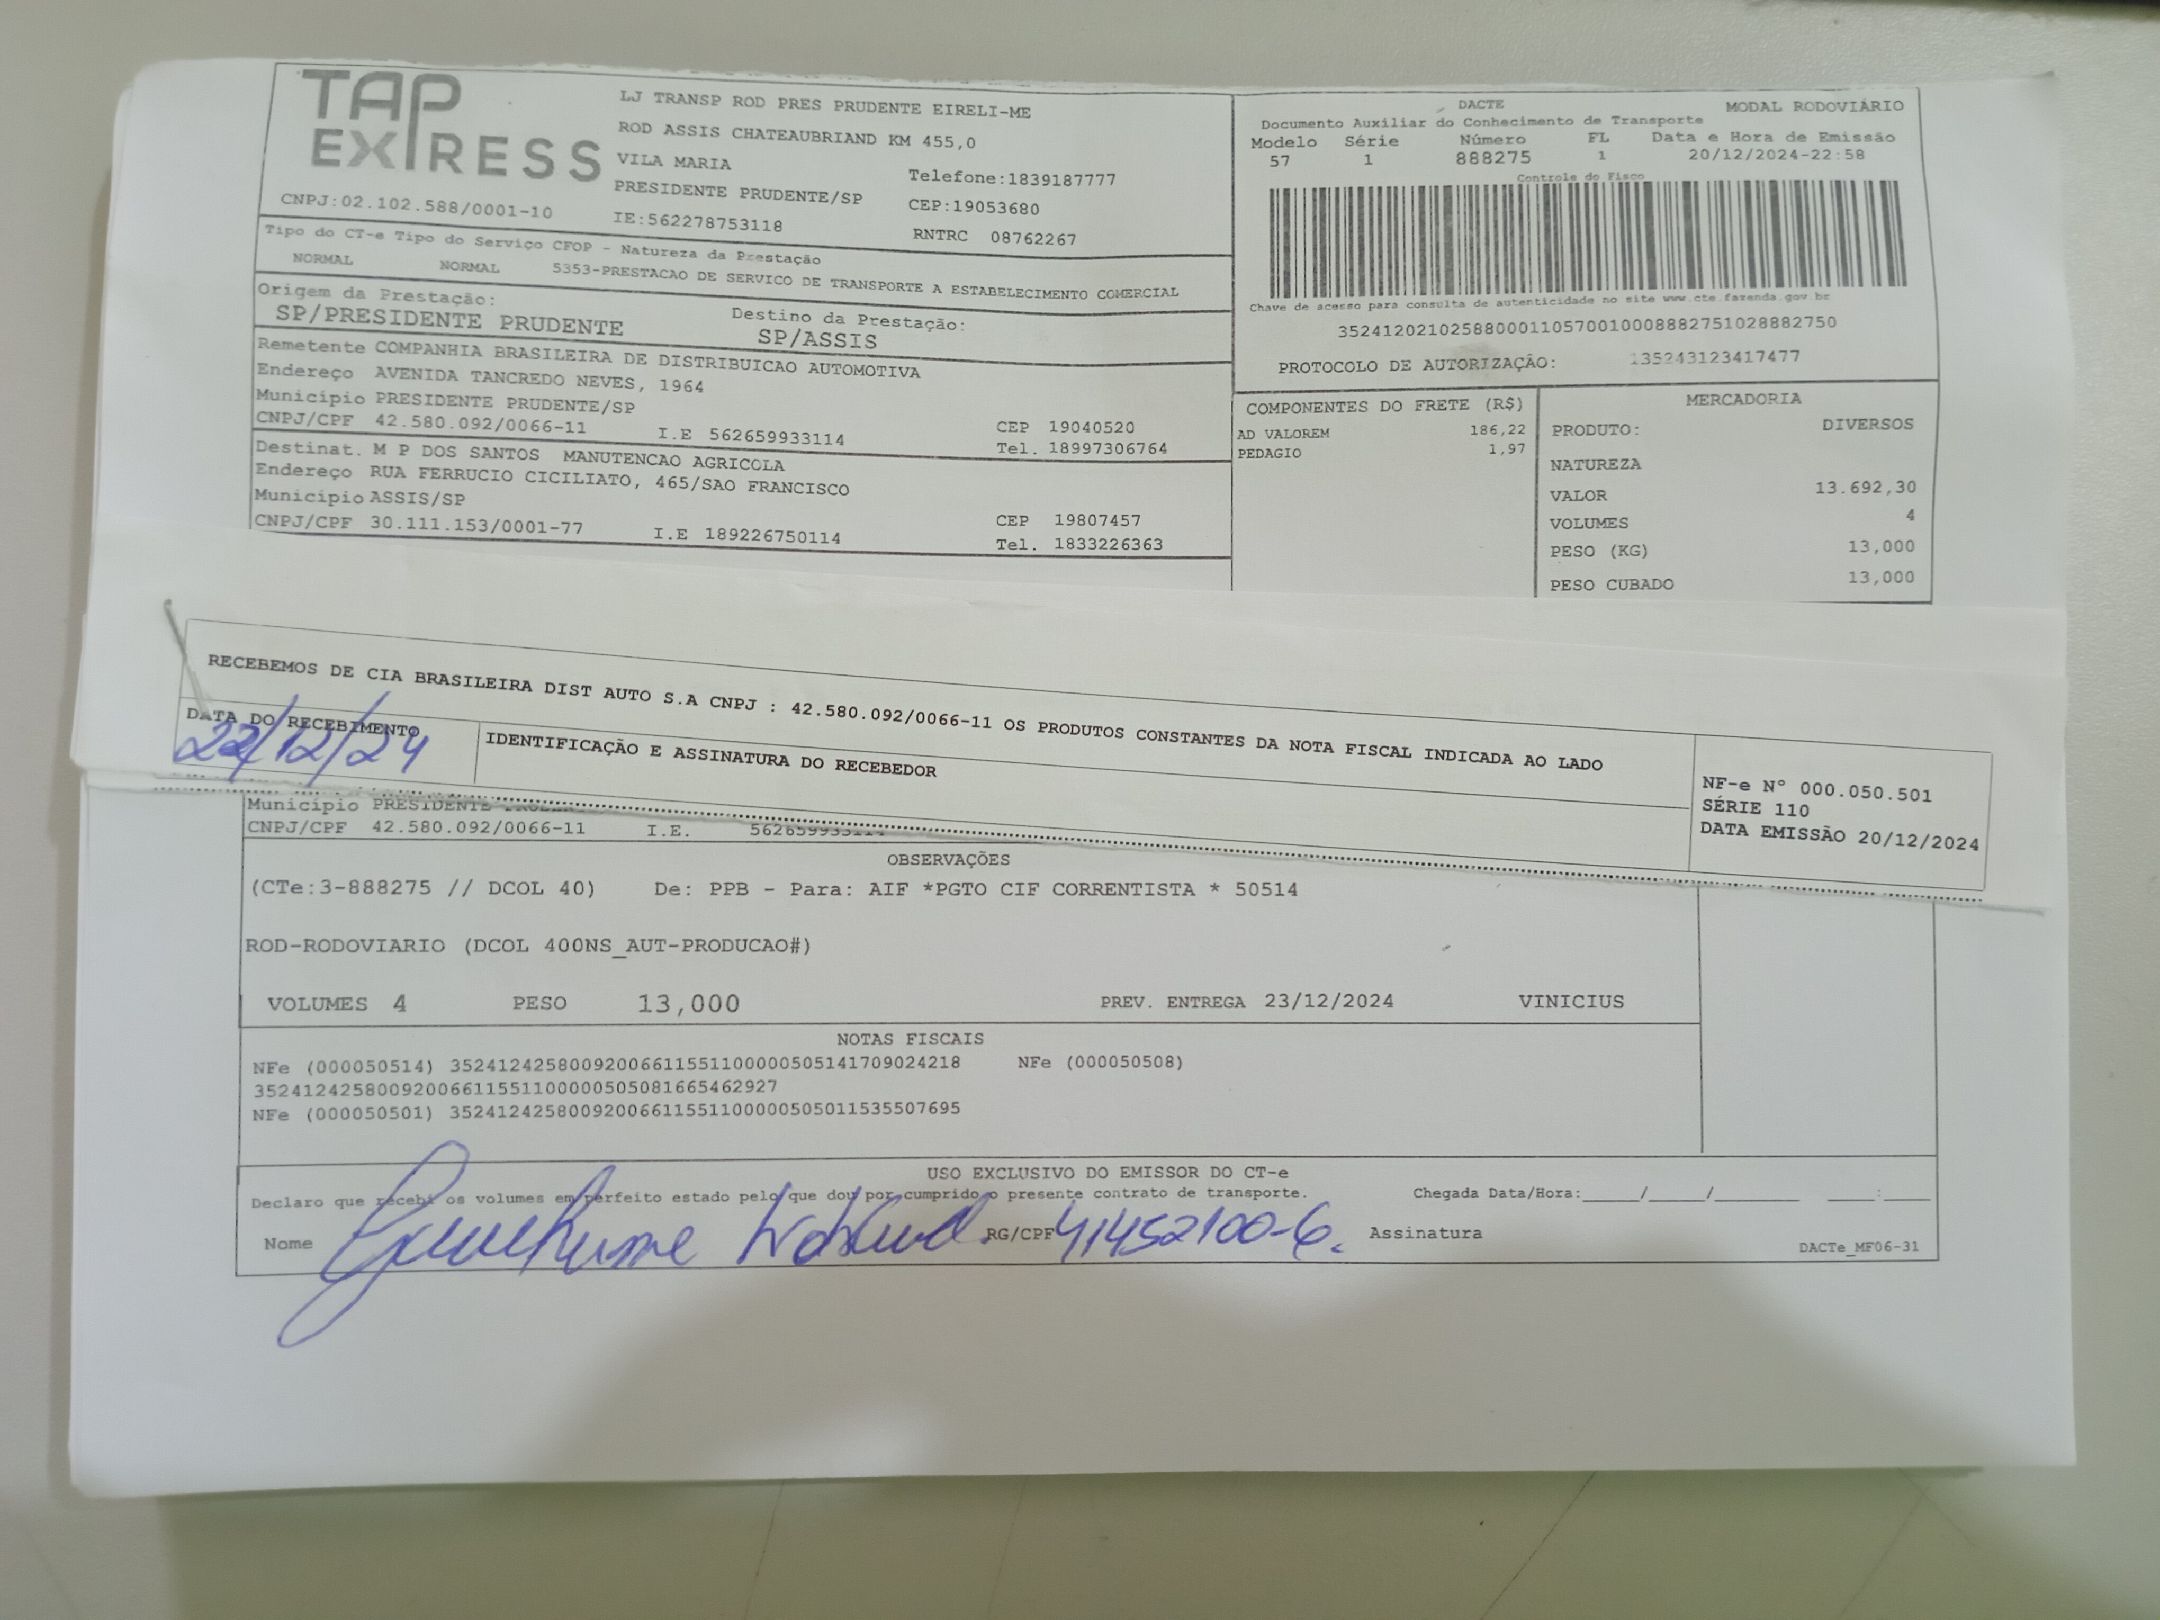 TAP EXPRESS
LJ TRANSP ROD PRES PRUDENTE EIRELI-ME
ROD ASSIS CHATEAUBRIAND KM 455,0
VILA MARIA Telefone:1839187777
PRESIDENTE PRUDENTE/SP CEP:19053680
CNPJ:02.102.588/0001-10 IE:562278753118 RNTRC 08762267
DACTE MODAL RODOVIÁRIO
Documento Auxiliar do Conhecimento de Transporte
Modelo Série Número FL Data e Hora de Emissão
57 1 888275 1 20/12/2024-22:58
Controle do Fisco
Chave de acesso para consulta de autenticidade no site www.cte.fazenda.gov.br
35241202102588000110570010008882751028882750
PROTOCOLO DE AUTORIZAÇÃO: 135243123417477
Tipo do CT-e Tipo do Serviço CFOP - Natureza da Prestação
NORMAL NORMAL 5353-PRESTACAO DE SERVICO DE TRANSPORTE A ESTABELECIMENTO COMERCIAL
Origem da Prestação: Destino da Prestação:
SP/PRESIDENTE PRUDENTE SP/ASSIS
Remetente COMPANHIA BRASILEIRA DE DISTRIBUICAO AUTOMOTIVA
Endereço AVENIDA TANCREDO NEVES, 1964
Município PRESIDENTE PRUDENTE/SP CEP 19040520
CNPJ/CPF 42.580.092/0066-11 I.E 562659933114 Tel. 18997306764
Destinat. M P DOS SANTOS MANUTENCAO AGRICOLA
Endereço RUA FERRUCIO CICILIATO, 465/SAO FRANCISCO
Município ASSIS/SP CEP 19807457
CNPJ/CPF 30.111.153/0001-77 I.E 189226750114 Tel. 1833226363
COMPONENTES DO FRETE (R$)
AD VALOREM 186,22
PEDAGIO 1,97
MERCADORIA
PRODUTO: DIVERSOS
NATUREZA
VALOR 13.692,30
VOLUMES 4
PESO (KG) 13,000
PESO CUBADO 13,000
RECEBEMOS DE CIA BRASILEIRA DIST AUTO S.A CNPJ : 42.580.092/0066-11 OS PRODUTOS CONSTANTES DA NOTA FISCAL INDICADA AO LADO
DATA DO RECEBIMENTO IDENTIFICAÇÃO E ASSINATURA DO RECEBEDOR
/12/24
NF-e Nº 000.050.501
SÉRIE 110
DATA EMISSÃO 20/12/2024
Município PRESIDENTE
CNPJ/CPF 42.580.092/0066-11 I.E. 562659933114
OBSERVAÇÕES
(CTe:3-888275 // DCOL 40) De: PPB - Para: AIF *PGTO CIF CORRENTISTA * 50514
ROD-RODOVIARIO (DCOL 400NS_AUT-PRODUCAO#)
VOLUMES 4 PESO 13,000 PREV. ENTREGA 23/12/2024 VINICIUS
NOTAS FISCAIS
NFe (000050514) 35241242580092006611551100000505141709024218 NFe (000050508)
35241242580092006611551100000505081665462927
NFe (000050501) 35241242580092006611551100000505011535507695
USO EXCLUSIVO DO EMISSOR DO CT-e
Declaro que recebi os volumes em perfeito estado pelo que dou por cumprido o presente contrato de transporte. Chegada Data/Hora:_____/_____/_______ ____:____
Nome RG/CPF 41452100-6. Assinatura
DACTe_MF06-31